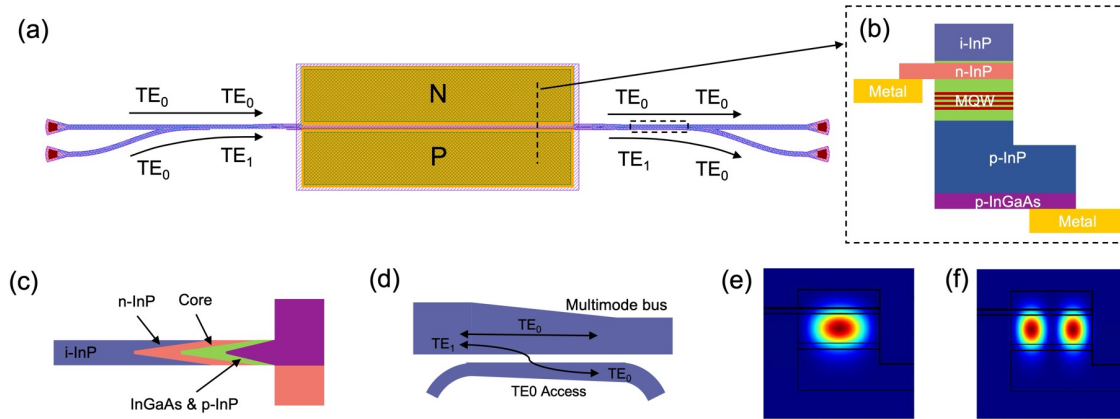 (a)
TE0 TE0
TE0 TE1
N
P
TE0 TE0
TE1 TE0
(b)
i-InP
n-InP
Metal
MQW
p-InP
p-InGaAs
Metal
(c)
n-InP
Core
i-InP
InGaAs & p-InP
(d)
Multimode bus
TE0
TE1
TE0
TE0 Access
(e)
(f)